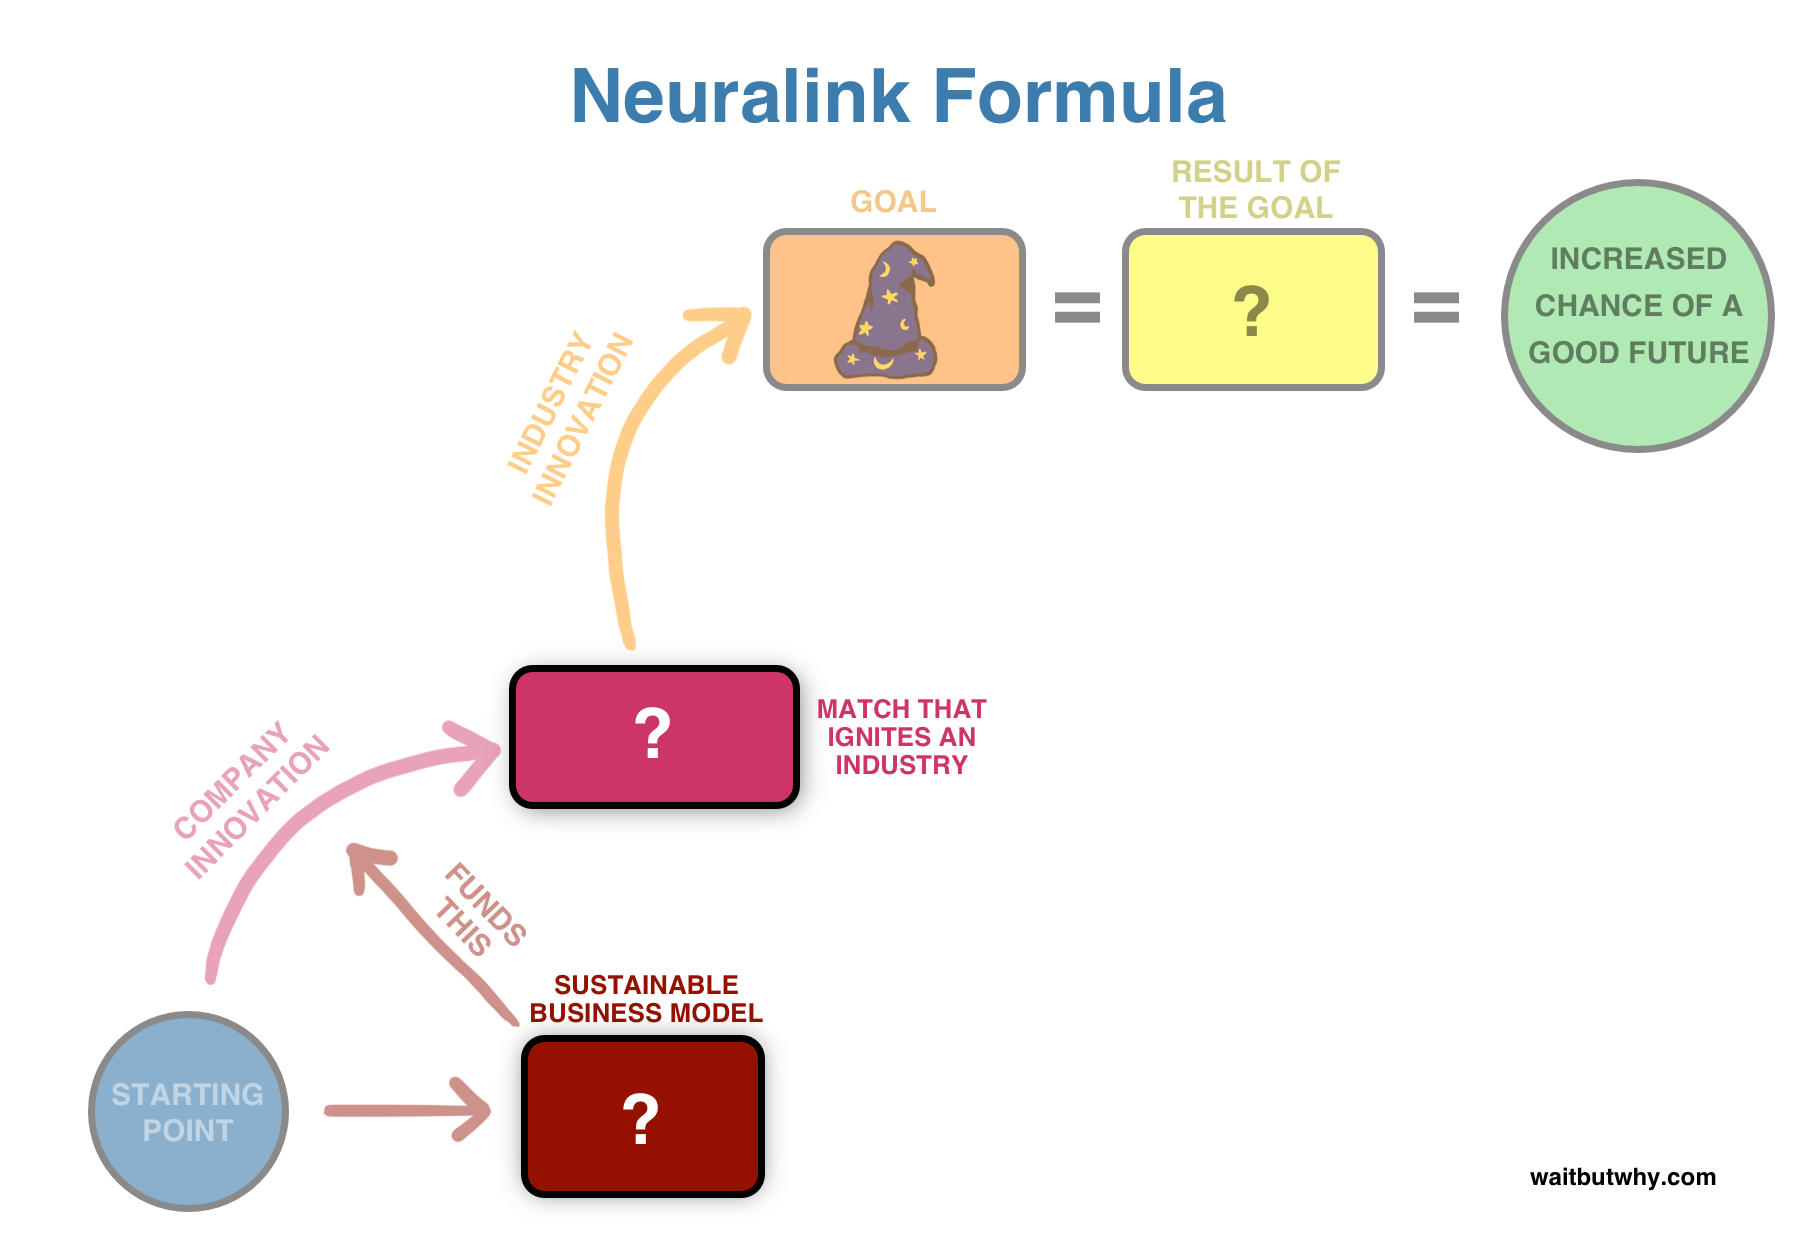 Neuralink Formula
GOAL
RESULT OF
THE GOAL
?
=
=
INCREASED
CHANCE OF A
GOOD FUTURE
INDUSTRY
INNOVATION
?
MATCH THAT
IGNITES AN
INDUSTRY
COMPANY
INNOVATION
FUNDS
THIS
SUSTAINABLE
BUSINESS MODEL
?
STARTING
POINT
waitbutwhy.com